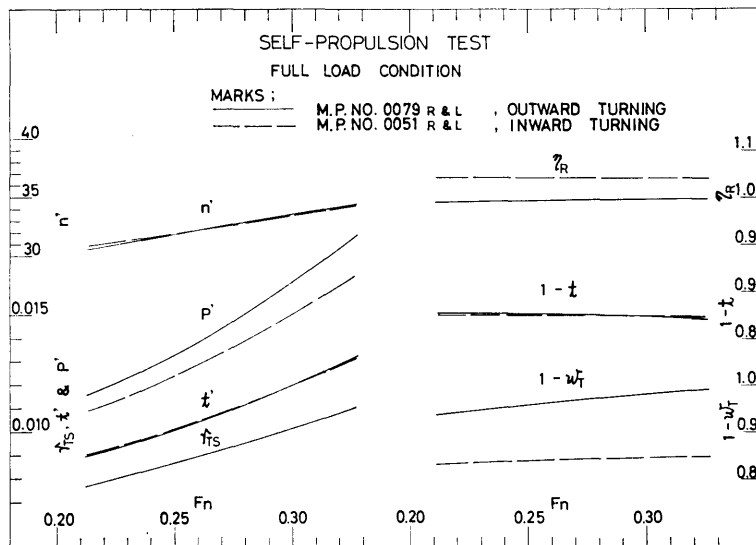 SELF-PROPULSION TEST
FULL LOAD CONDITION
MARKS ;
M.P. NO. 0079 R & L , OUTWARD TURNING
M.P. NO. 0051 R & L , INWARD TURNING
40
35
30
n'
0.015
0.010
r̂TS, t' & P'
n'
P'
t'
r̂TS
ηR
1 - t
1 - wT
1.1
1.0
0.9
ηR
0.9
0.8
1 - t
1.0
0.9
0.8
1 - wT
Fn
Fn
0.20 0.25 0.30 0.20 0.25 0.30